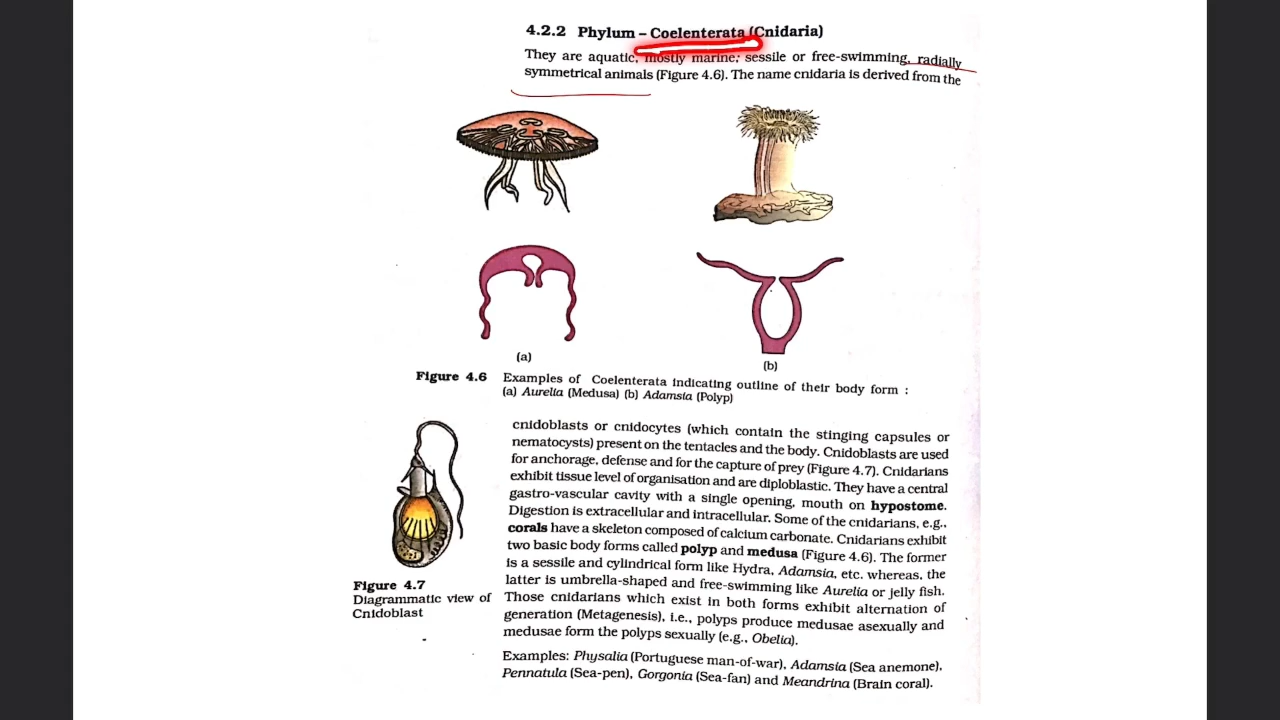 4.2.2 Phylum – Coelenterata (Cnidaria)
They are aquatic, mostly marine, sessile or free-swimming, radially
symmetrical animals (Figure 4.6). The name cnidaria is derived from the
(a)
(b)
Figure 4.6 Examples of Coelenterata indicating outline of their body form :
(a) Aurelia (Medusa) (b) Adamsia (Polyp)
cnidoblasts or cnidocytes (which contain the stinging capsules or
nematocysts) present on the tentacles and the body. Cnidoblasts are used
for anchorage, defense and for the capture of prey (Figure 4.7). Cnidarians
exhibit tissue level of organisation and are diploblastic. They have a central
gastro-vascular cavity with a single opening, mouth on hypostome.
Digestion is extracellular and intracellular. Some of the cnidarians, e.g.,
corals have a skeleton composed of calcium carbonate. Cnidarians exhibit
two basic body forms called polyp and medusa (Figure 4.6). The former
is a sessile and cylindrical form like Hydra, Adamsia, etc. whereas, the
latter is umbrella-shaped and free-swimming like Aurelia or jelly fish.
Those cnidarians which exist in both forms exhibit alternation of
generation (Metagenesis), i.e., polyps produce medusae asexually and
medusae form the polyps sexually (e.g., Obelia).
Figure 4.7
Diagrammatic view of
Cnidoblast
Examples: Physalia (Portuguese man-of-war), Adamsia (Sea anemone),
Pennatula (Sea-pen), Gorgonia (Sea-fan) and Meandrina (Brain coral).